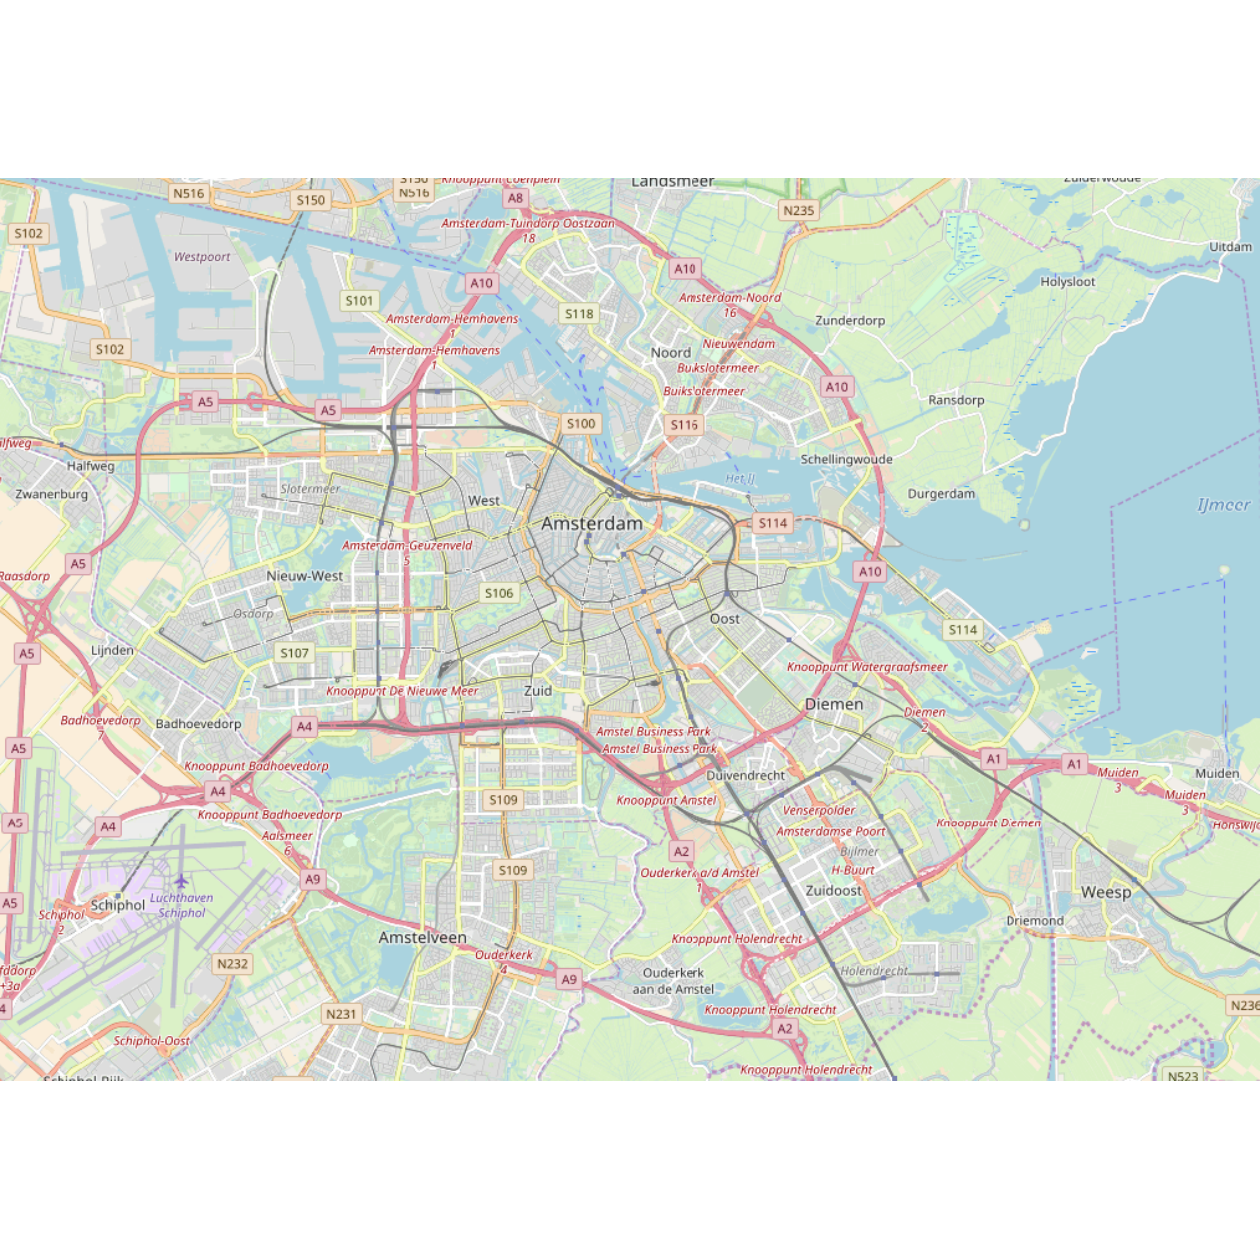 Knooppunt Coenplein
Landsmeer
Zuiderwoude
N516
S150
S150
N516
A8
N235
S102
Amsterdam-Tuindorp Oostzaan
18
Uitdam
Westpoort
A10
A10
Holysloot
S101
S118
Amsterdam-Noord
16
Amsterdam-Hemhavens
1
Zunderdorp
S102
Amsterdam-Hemhavens
1
Noord
Nieuwendam
Buikslotermeer
A10
Buikslotermeer
A5
A5
Ransdorp
S100
S116
Halfweg
Schellingwoude
Zwanenburg
Slotermeer
West
Het IJ
Durgerdam
IJmeer
Amsterdam
S114
Amsterdam-Geuzenveld
5
A5
Raasdorp
Nieuw-West
A10
S106
Osdorp
Oost
S114
Lijnden
A5
S107
Knooppunt Watergraafsmeer
Knooppunt De Nieuwe Meer
Zuid
Diemen
Badhoevedorp
7
Badhoevedorp
A4
Diemen
2
Amstel Business Park
A5
Amstel Business Park
Knooppunt Badhoevedorp
Duivendrecht
A1
A1
Muiden
3
Muiden
A4
S109
Knooppunt Amstel
Muiden
3
Knooppunt Badhoevedorp
Venserpolder
A5
A4
Aalsmeer
6
Amsterdamse Poort
Knooppunt Diemen
A2
Bijlmer
S109
Ouderkerk a/d Amstel
1
H-Buurt
A9
Zuidoost
Weesp
A5
Schiphol
Luchthaven
Schiphol
Schiphol
2
Driemond
Amstelveen
Knooppunt Holendrecht
Ouderkerk
4
N232
A9
Ouderkerk
aan de Amstel
Holendrecht
+3a
N236
4
N231
Knooppunt Holendrecht
A2
Schiphol-Oost
Knooppunt Holendrecht
Schiphol-Rijk
N523